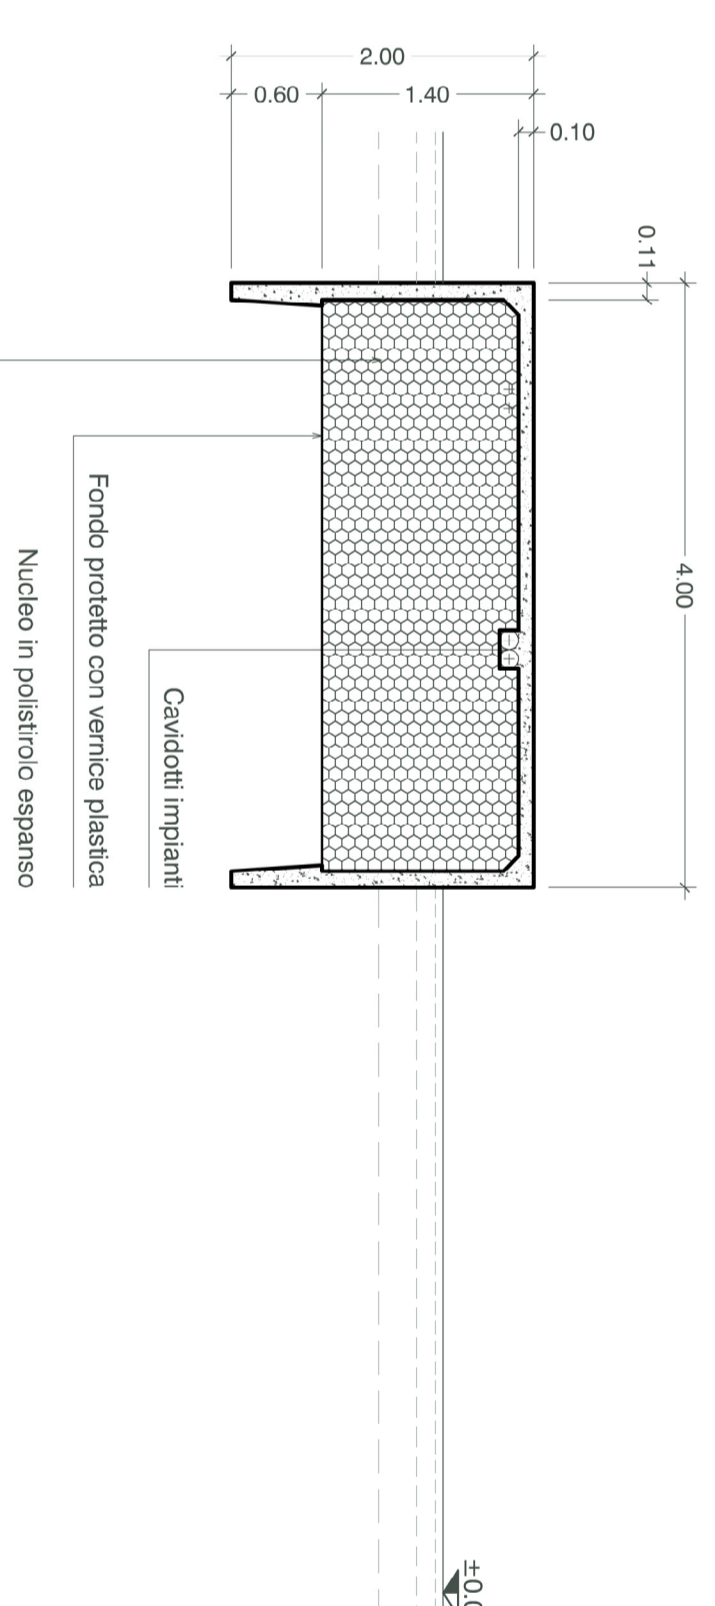 2.00
0.60
1.40
0.10
0.11
4.00
Cavidotti impianti
Fondo protetto con vernice plastica
Nucleo in polistirolo espanso